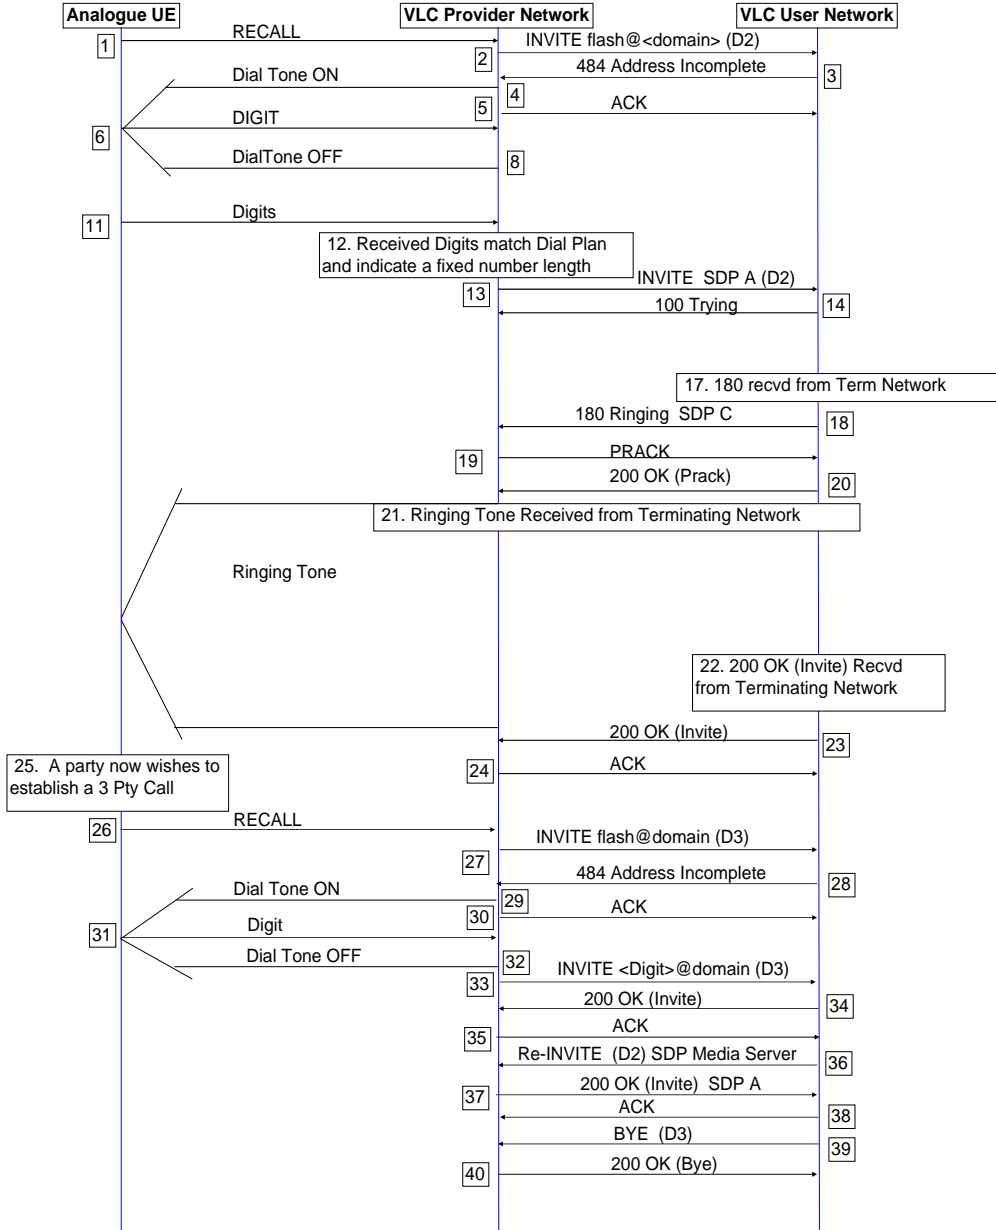 Analogue UE
VLC Provider Network
VLC User Network
RECALL
1
INVITE flash@<domain> (D2)
2
484 Address Incomplete
3
Dial Tone ON
4
5
ACK
DIGIT
6
DialTone OFF
8
Digits
11
12. Received Digits match Dial Plan
and indicate a fixed number length
INVITE SDP A (D2)
13
100 Trying
14
17. 180 recvd from Term Network
180 Ringing SDP C
18
PRACK
19
200 OK (Prack)
20
21. Ringing Tone Received from Terminating Network
Ringing Tone
22. 200 OK (Invite) Recvd
from Terminating Network
200 OK (Invite)
23
25. A party now wishes to
establish a 3 Pty Call
ACK
24
RECALL
26
INVITE flash@domain (D3)
27
484 Address Incomplete
28
Dial Tone ON
29
30
ACK
Digit
31
Dial Tone OFF
32
INVITE <Digit>@domain (D3)
33
200 OK (Invite)
34
ACK
35
Re-INVITE (D2) SDP Media Server
36
200 OK (Invite) SDP A
37
ACK
38
BYE (D3)
39
200 OK (Bye)
40